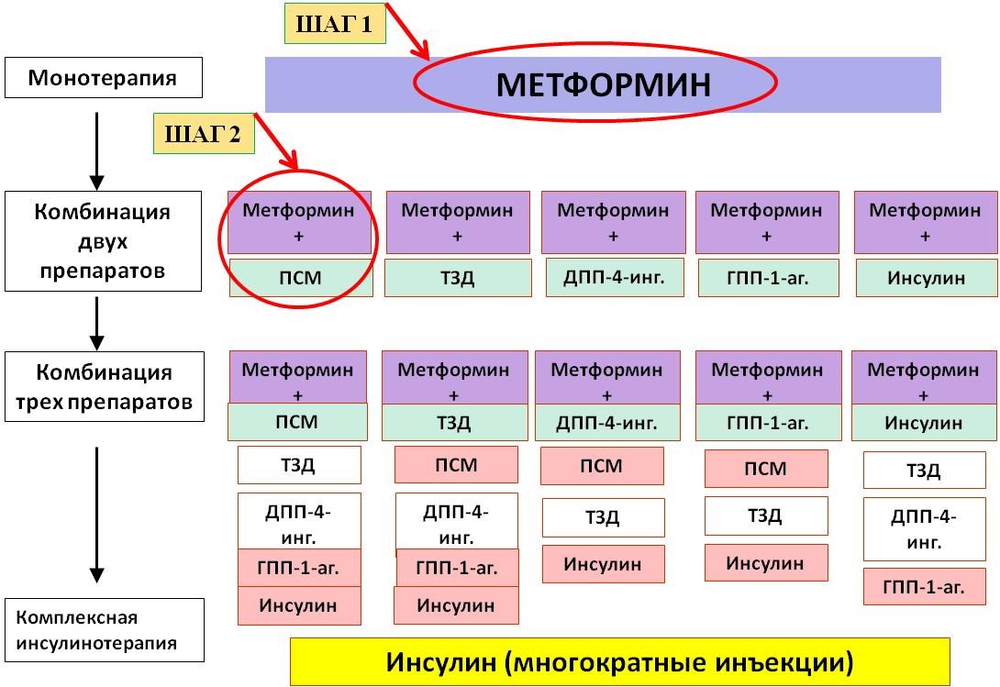 ШАГ 1
Монотерапия
МЕТФОРМИН
ШАГ 2
Комбинация
двух
препаратов
Метформин
+
ПСМ
Метформин
+
ТЗД
Метформин
+
ДПП-4-инг.
Метформин
+
ГПП-1-аг.
Метформин
+
Инсулин
Комбинация
трех препаратов
Метформин
+
ПСМ
ТЗД
ДПП-4-
инг.
ГПП-1-аг.
Инсулин
Метформин
+
ТЗД
ПСМ
ДПП-4-
инг.
ГПП-1-аг.
Инсулин
Метформин
+
ДПП-4-инг.
ПСМ
ТЗД
Инсулин
Метформин
+
ГПП-1-аг.
ПСМ
ТЗД
Инсулин
Метформин
+
Инсулин
ТЗД
ДПП-4-
инг.
ГПП-1-аг.
Комплексная
инсулинотерапия
Инсулин (многократные инъекции)